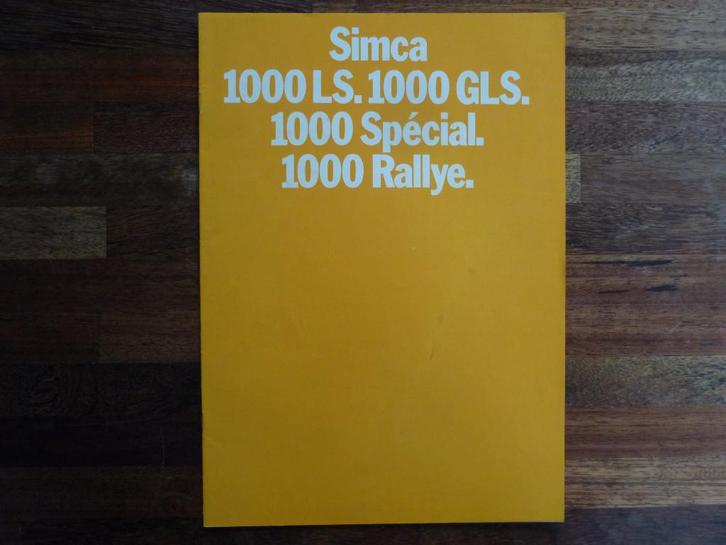 Simca
1000 LS. 1000 GLS.
1000 Spécial.
1000 Rallye.